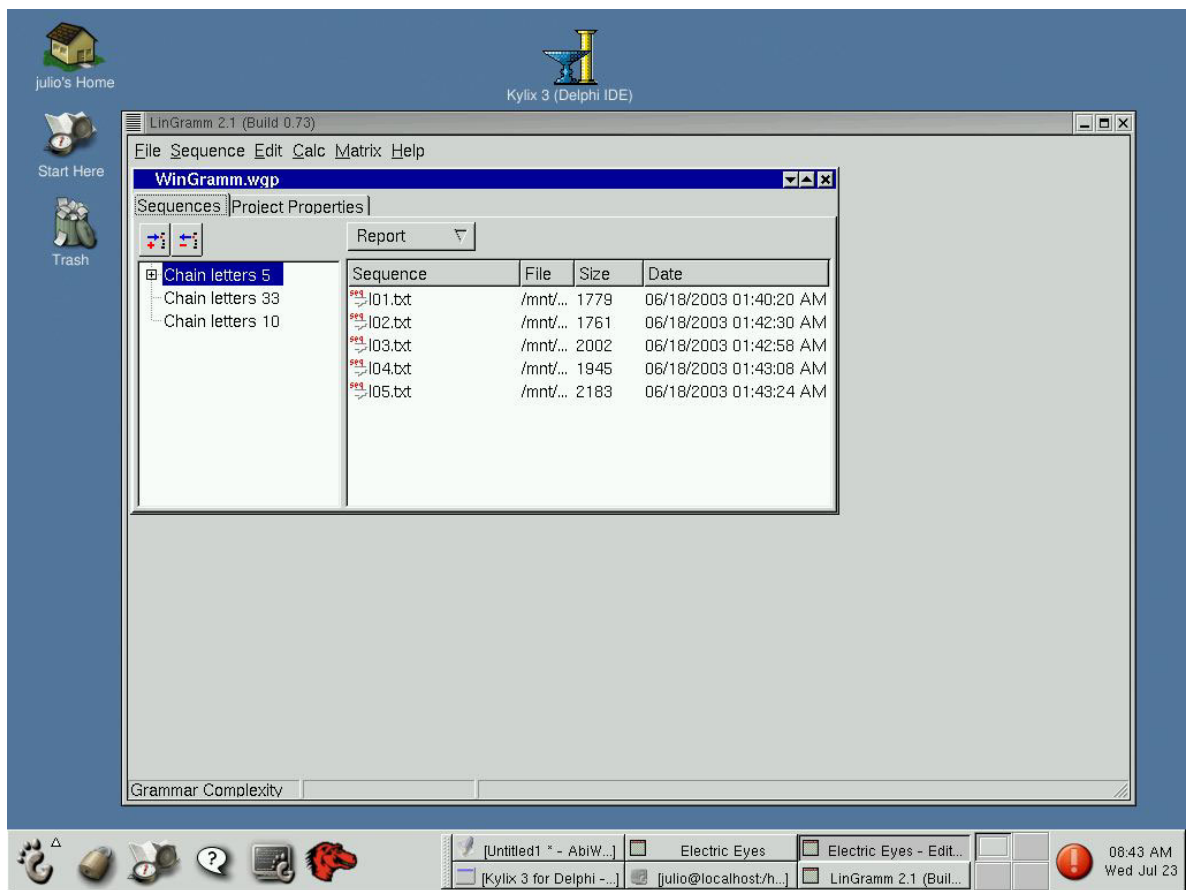 julio's Home
Kylix 3 (Delphi IDE)
Start Here
Trash
LinGramm 2.1 (Build 0.73)
File Sequence Edit Calc Matrix Help
WinGramm.wgp
Sequences Project Properties
Report
Chain letters 5
Chain letters 33
Chain letters 10
Sequence File Size Date
seq l01.txt /mnt/... 1779 06/18/2003 01:40:20 AM
seq l02.txt /mnt/... 1761 06/18/2003 01:42:30 AM
seq l03.txt /mnt/... 2002 06/18/2003 01:42:58 AM
seq l04.txt /mnt/... 1945 06/18/2003 01:43:08 AM
seq l05.txt /mnt/... 2183 06/18/2003 01:43:24 AM
Grammar Complexity
[Untitled1 * - AbiW...] Electric Eyes Electric Eyes - Edit...
[Kylix 3 for Delphi -...] [julio@localhost:/h...] LinGramm 2.1 (Buil...
08:43 AM
Wed Jul 23